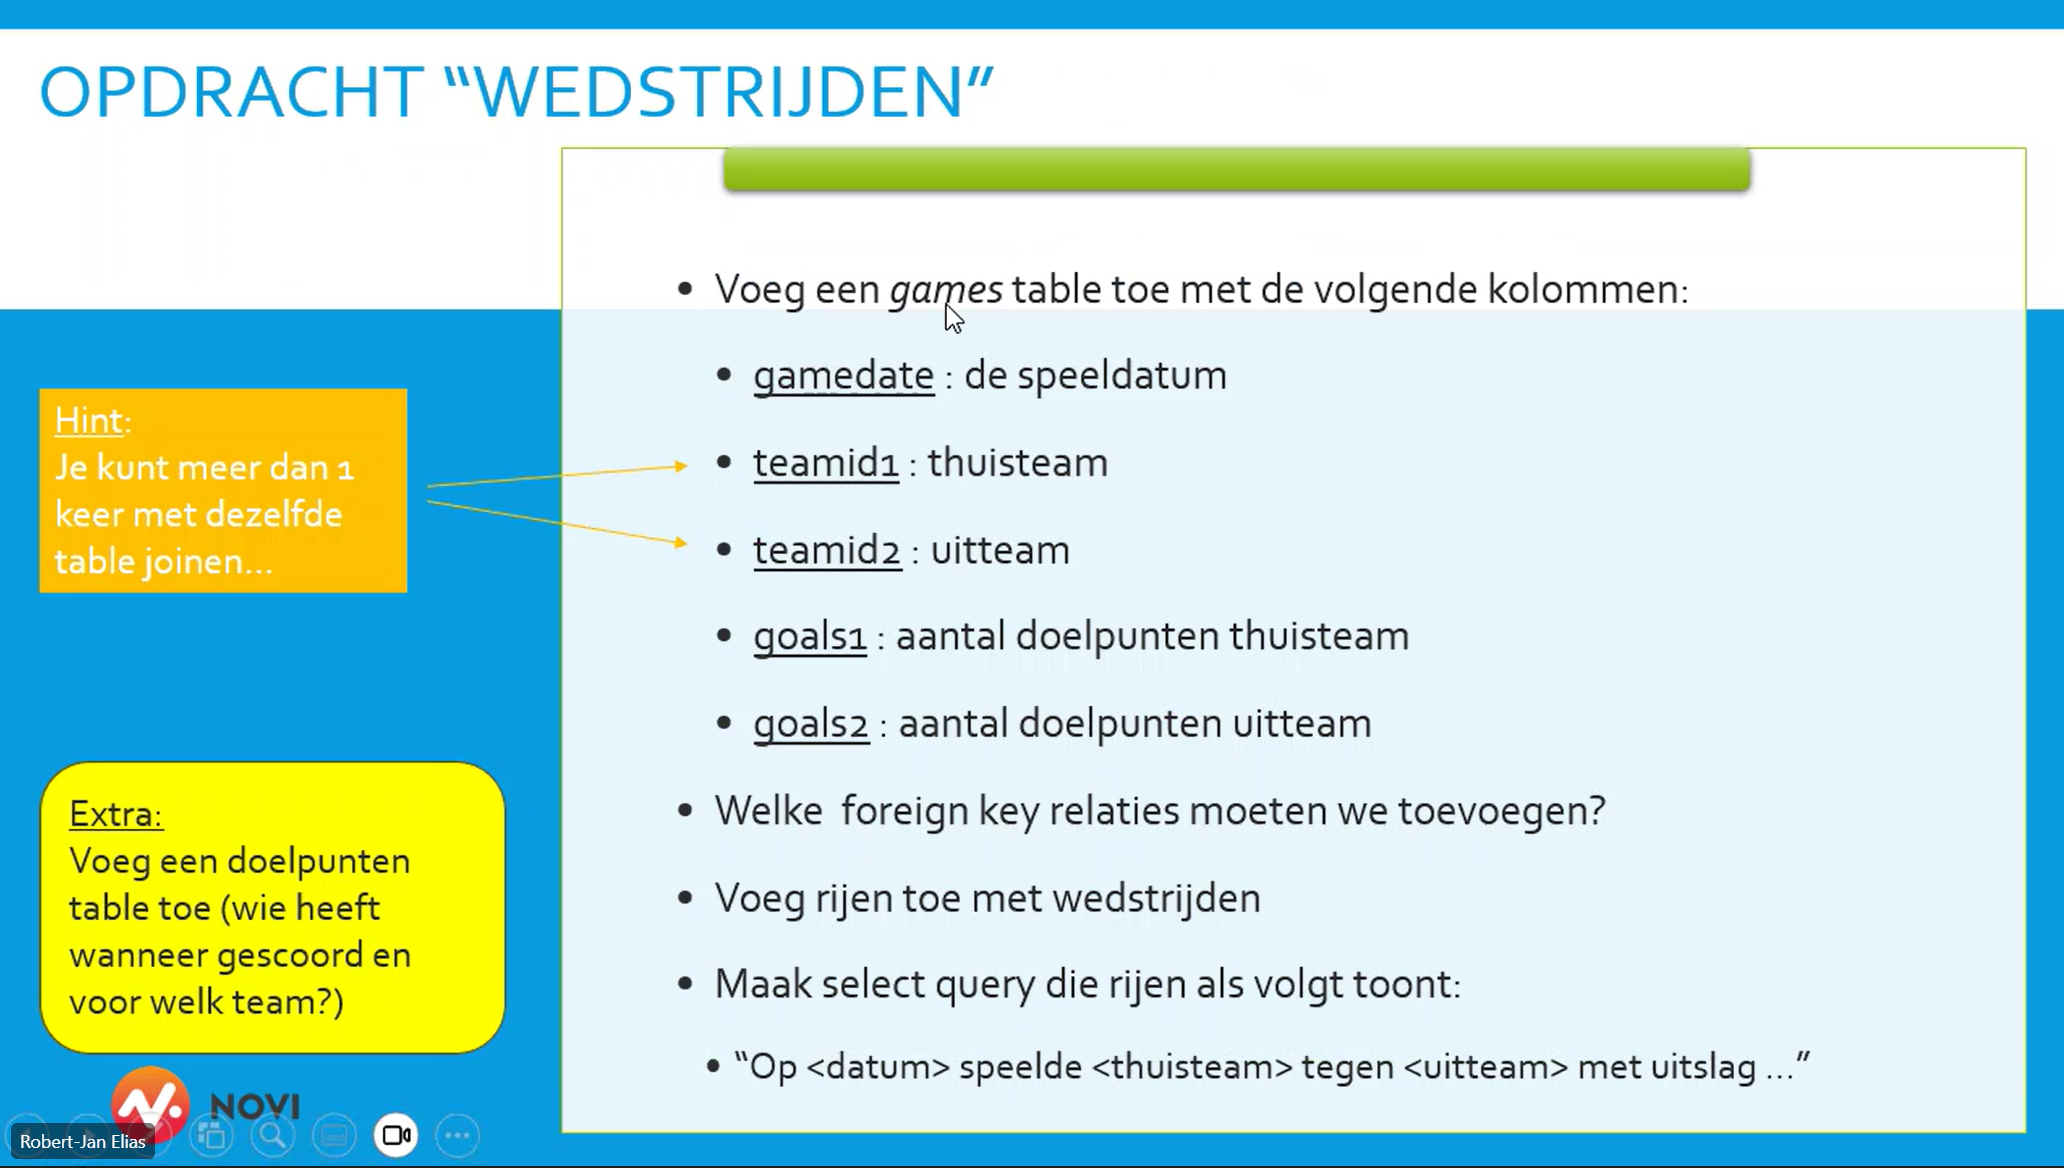 OPDRACHT “WEDSTRIJDEN”
• Voeg een games table toe met de volgende kolommen:
• gamedate : de speeldatum
• teamid1 : thuisteam
• teamid2 : uitteam
• goals1 : aantal doelpunten thuisteam
• goals2 : aantal doelpunten uitteam
• Welke  foreign key relaties moeten we toevoegen?
• Voeg rijen toe met wedstrijden
• Maak select query die rijen als volgt toont:
• “Op <datum> speelde <thuisteam> tegen <uitteam> met uitslag ...”
Hint:
Je kunt meer dan 1
keer met dezelfde
table joinen...
Extra:
Voeg een doelpunten
table toe (wie heeft
wanneer gescoord en
voor welk team?)
NOVI
Robert-Jan Elias